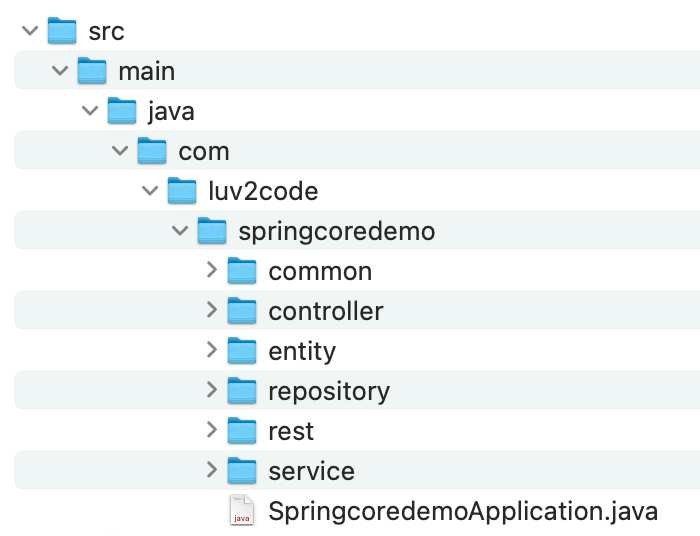 src
main
java
com
luv2code
springcoredemo
common
controller
entity
repository
rest
service
java
SpringcoredemoApplication.java